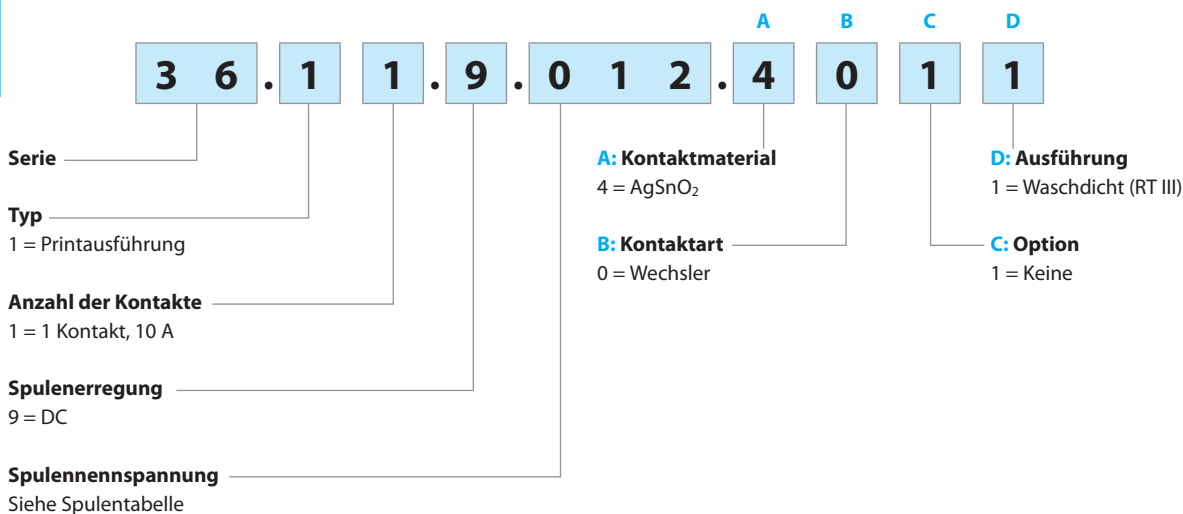 A B C D
3 6 . 1 1 . 9 . 0 1 2 . 4 0 1 1
Serie
Typ
1 = Printausführung
Anzahl der Kontakte
1 = 1 Kontakt, 10 A
Spulenerregung
9 = DC
Spulennennspannung
Siehe Spulentabelle
A: Kontaktmaterial
4 = AgSnO₂
B: Kontaktart
0 = Wechsler
D: Ausführung
1 = Waschdicht (RT III)
C: Option
1 = Keine